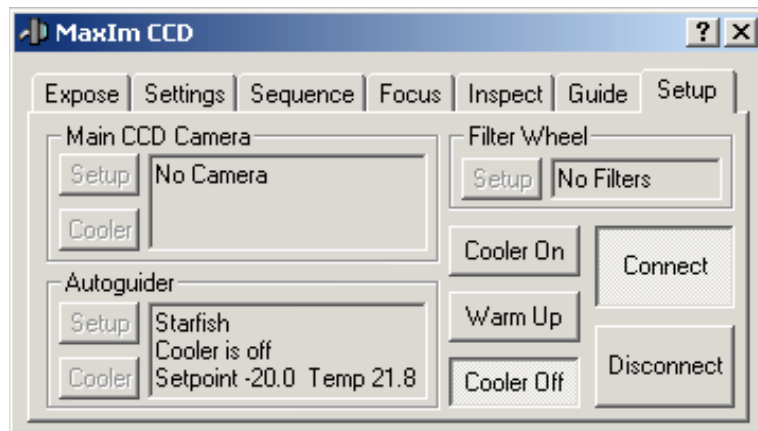 MaxIm CCD
Expose Settings Sequence Focus Inspect Guide Setup
Main CCD Camera
Setup No Camera
Cooler
Filter Wheel
Setup No Filters
Autoguider
Setup Starfish
Cooler is off
Cooler Setpoint -20.0 Temp 21.8
Cooler On
Warm Up
Cooler Off
Connect
Disconnect